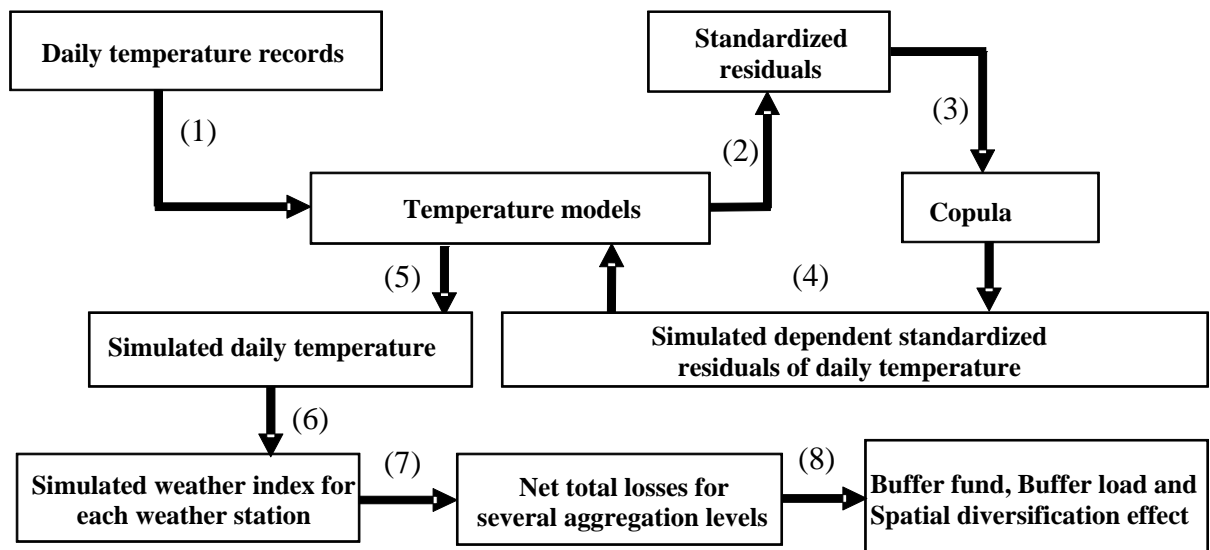 Daily temperature records
Standardized
residuals
(1)
(2)
(3)
Temperature models
Copula
(5)
(4)
Simulated daily temperature
Simulated dependent standardized
residuals of daily temperature
(6)
(7)
(8)
Simulated weather index for
each weather station
Net total losses for
several aggregation levels
Buffer fund, Buffer load and
Spatial diversification effect